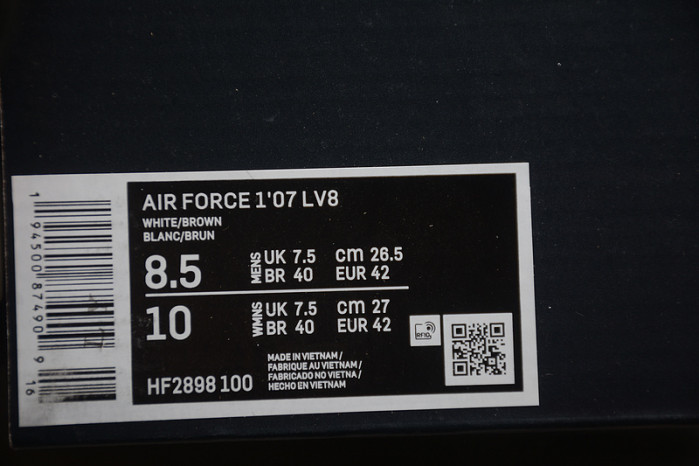 AIR FORCE 1'07 LV8
WHITE/BROWN
BLANC/BRUN
8.5 MENS UK 7.5 cm 26.5
BR 40 EUR 42
10 WMNS UK 7.5 cm 27
BR 40 EUR 42
RFID
MADE IN VIETNAM /
FABRIQUE AU VIETNAM /
FABRICADO NO VIETNA /
HECHO EN VIETNAM
HF2898 100
1 94500 87490 9 16